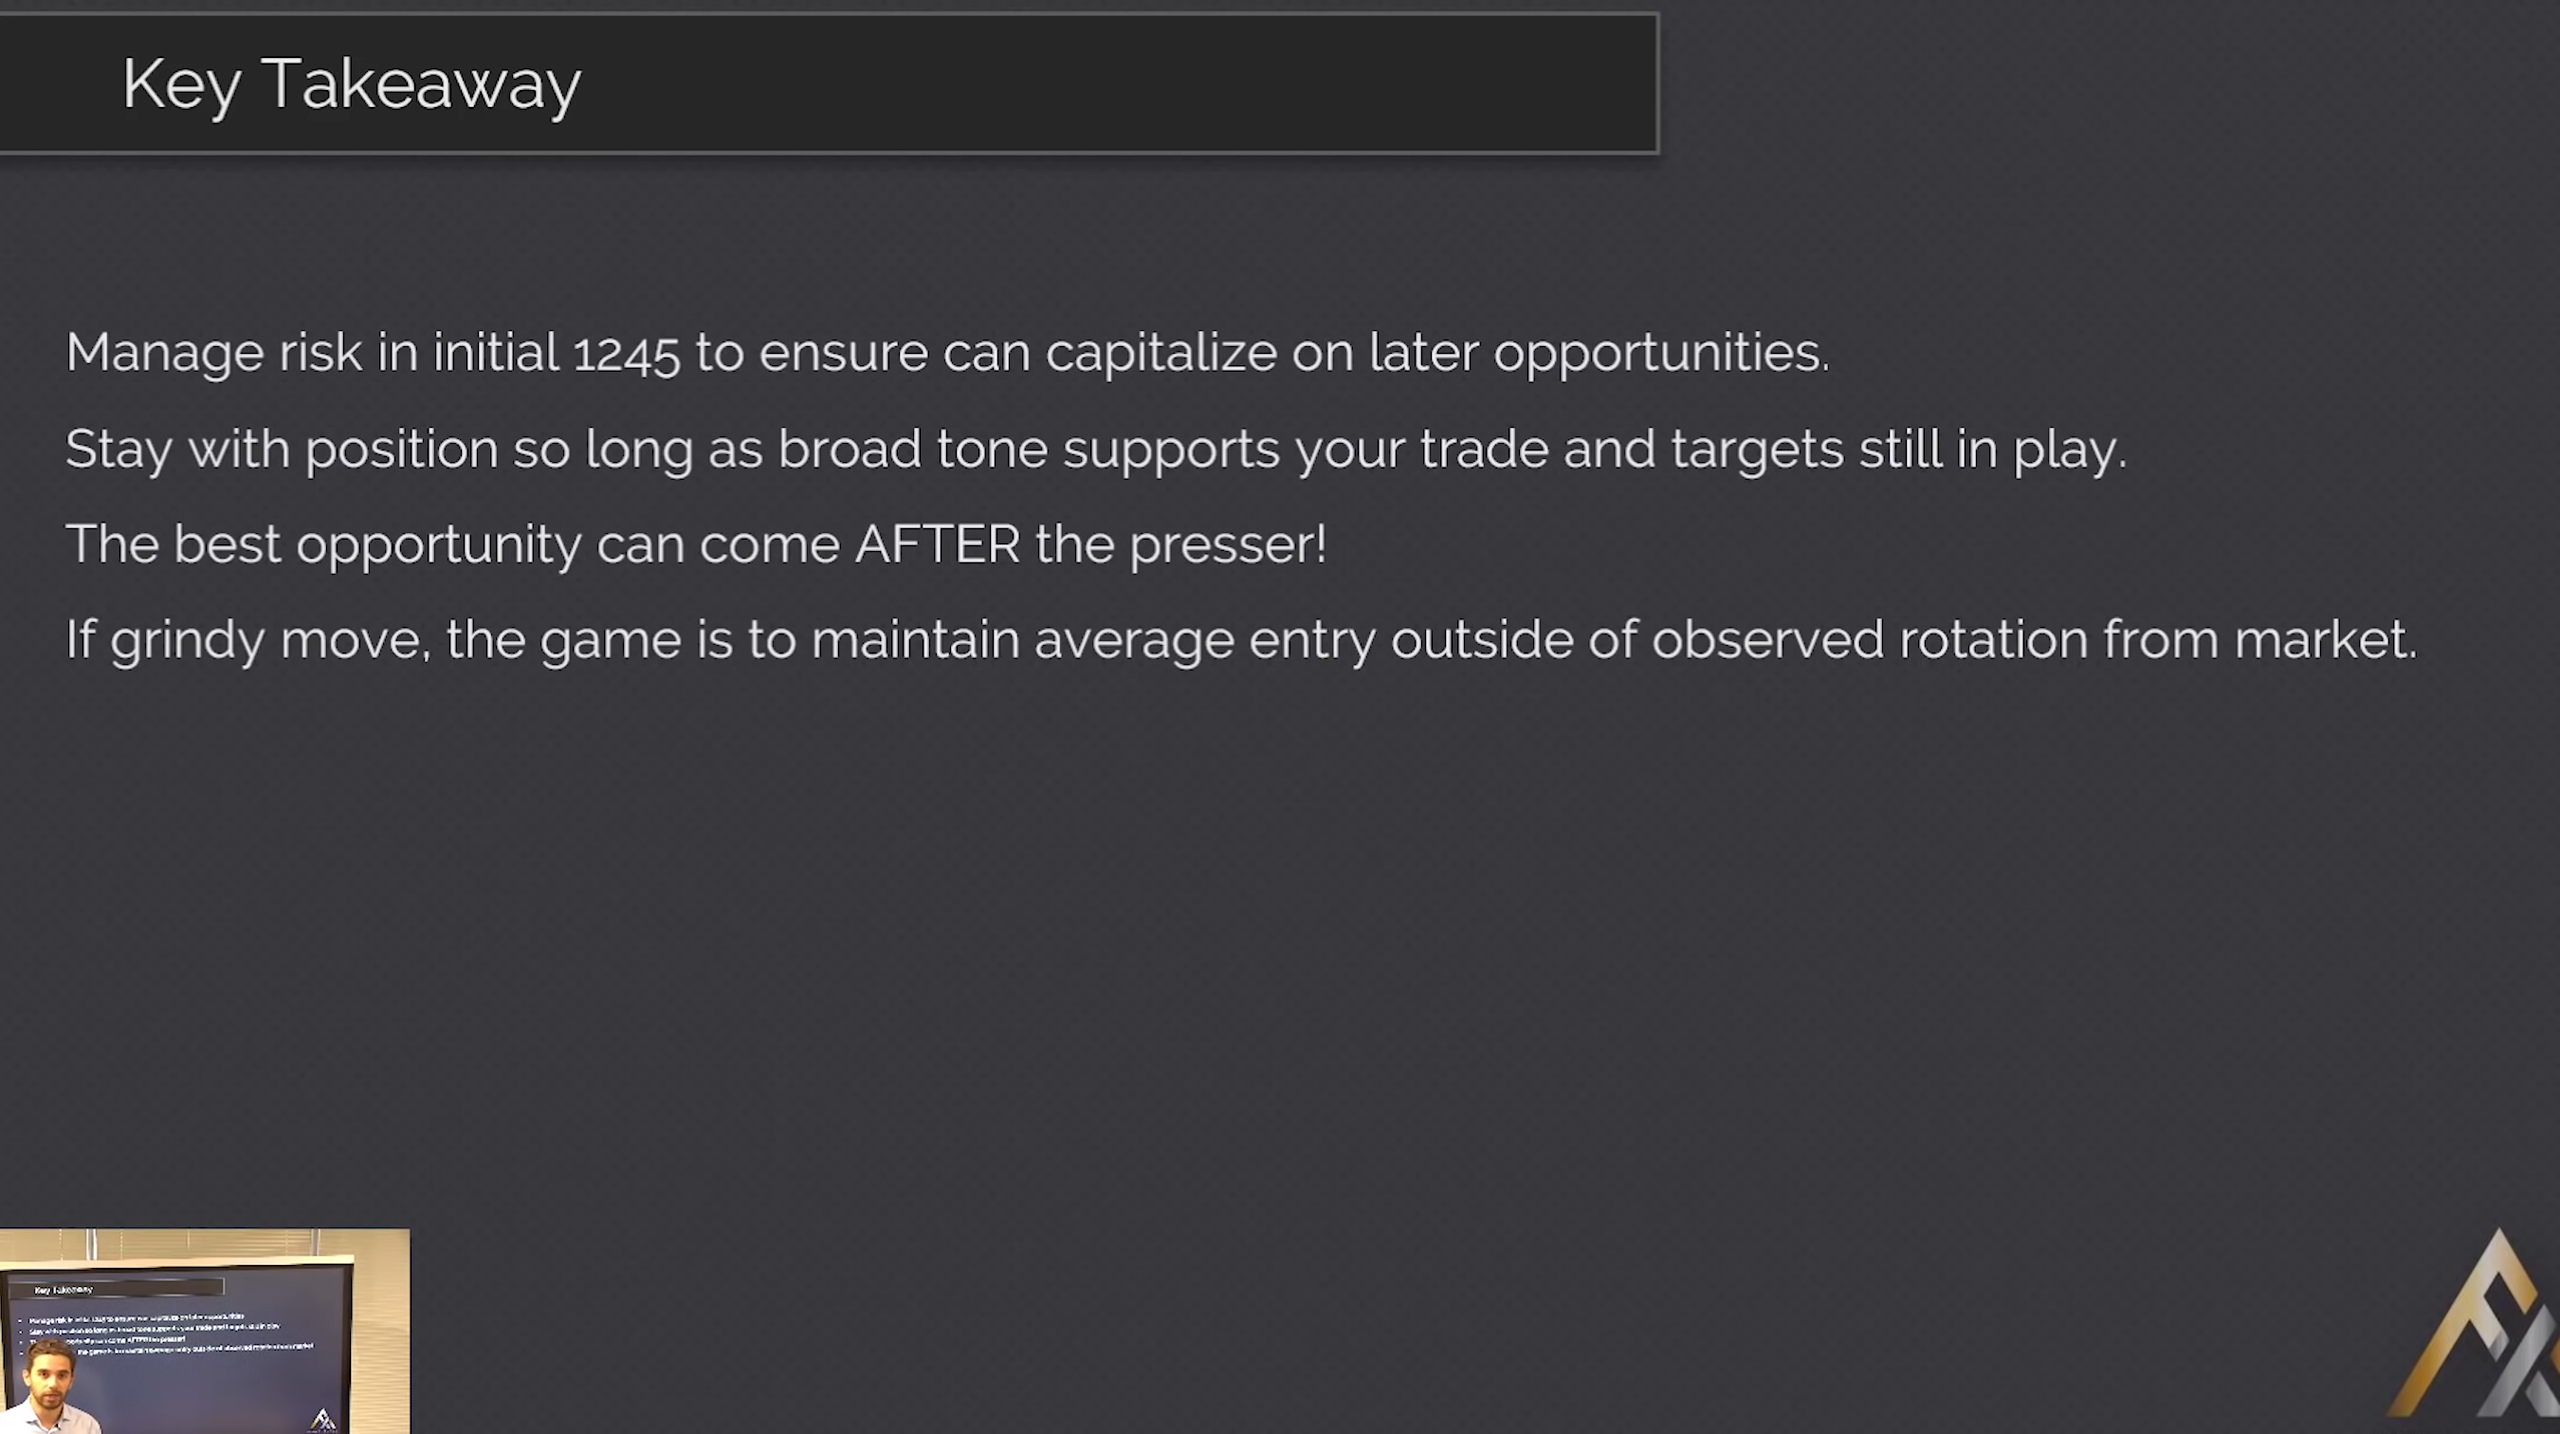 Key Takeaway
Manage risk in initial 1245 to ensure can capitalize on later opportunities.
Stay with position so long as broad tone supports your trade and targets still in play.
The best opportunity can come AFTER the presser!
If grindy move, the game is to maintain average entry outside of observed rotation from market.
Key Takeaway